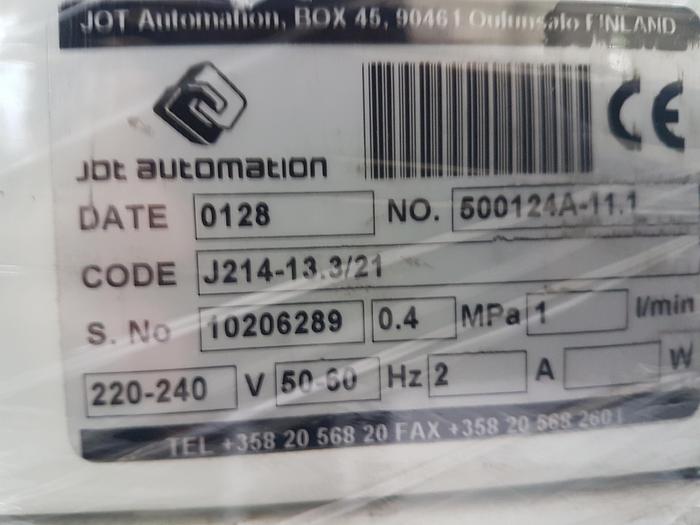 JOT Automation, BOX 45, 90461 Oulunsalo FINLAND
CE
Jot automation
DATE 0128 NO. 500124A-11.1
CODE J214-13.3/21
S. No 10206289 0.4 MPa 1 l/min
220-240 V 50-60 Hz 2 A W
TEL +358 20 568 20 FAX +358 20 568 2601